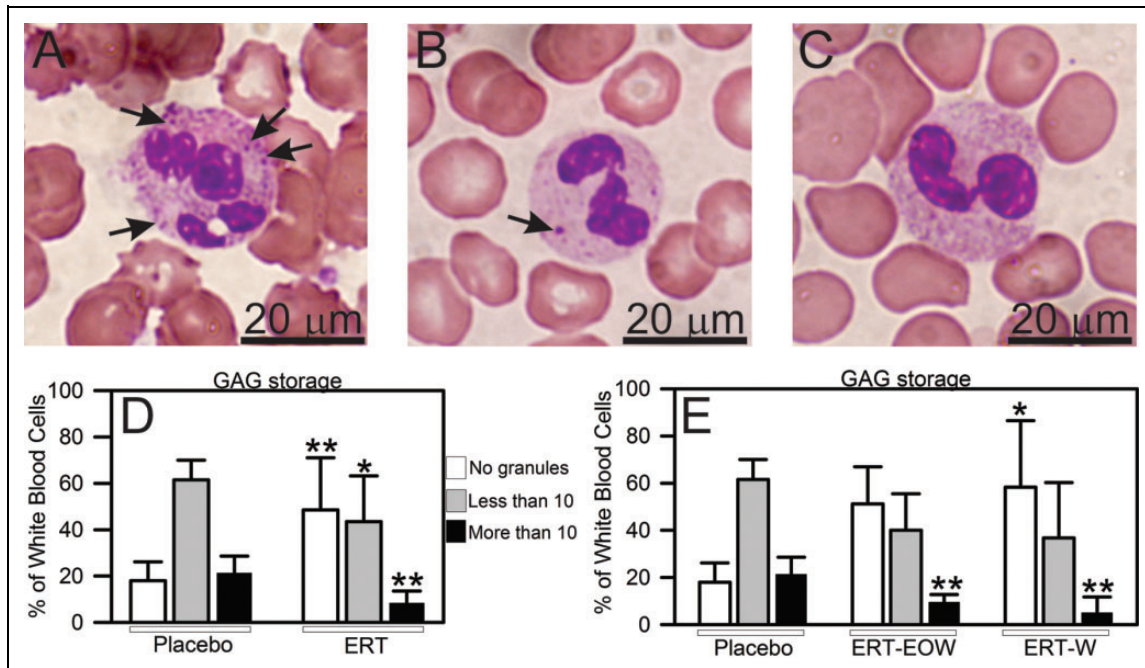 A
B
C
20 μm
20 μm
20 μm
GAG storage
D
% of White Blood Cells
100
80
60
40
20
0
**
*
**
Placebo
ERT
No granules
Less than 10
More than 10
GAG storage
E
% of White Blood Cells
100
80
60
40
20
0
**
*
**
Placebo
ERT-EOW
ERT-W